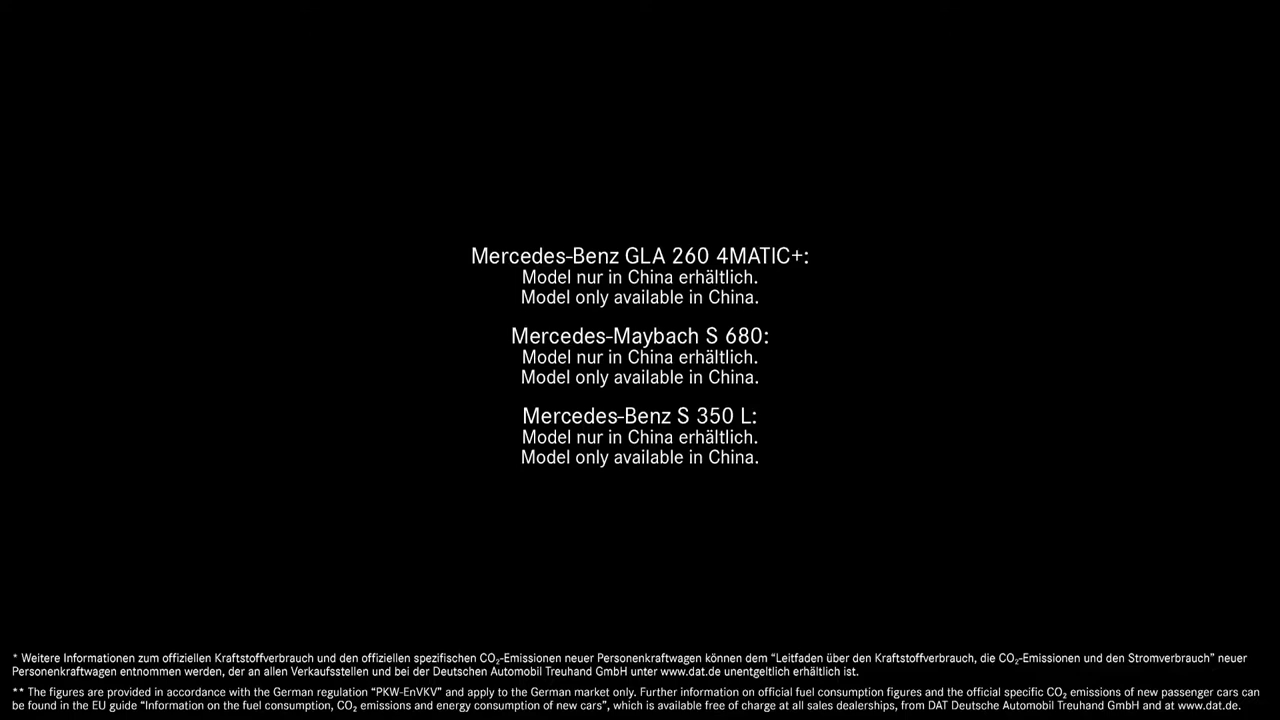 Mercedes-Benz GLA 260 4MATIC+:
Model nur in China erhältlich.
Model only available in China.
Mercedes-Maybach S 680:
Model nur in China erhältlich.
Model only available in China.
Mercedes-Benz S 350 L:
Model nur in China erhältlich.
Model only available in China.
* Weitere Informationen zum offiziellen Kraftstoffverbrauch und den offiziellen spezifischen CO₂-Emissionen neuer Personenkraftwagen können dem “Leitfaden über den Kraftstoffverbrauch, die CO₂-Emissionen und den Stromverbrauch” neuer
Personenkraftwagen entnommen werden, der an allen Verkaufsstellen und bei der Deutschen Automobil Treuhand GmbH unter www.dat.de unentgeltlich erhältlich ist.
** The figures are provided in accordance with the German regulation “PKW-EnVKV” and apply to the German market only. Further information on official fuel consumption figures and the official specific CO₂ emissions of new passenger cars can
be found in the EU guide “Information on the fuel consumption, CO₂ emissions and energy consumption of new cars”, which is available free of charge at all sales dealerships, from DAT Deutsche Automobil Treuhand GmbH and at www.dat.de.